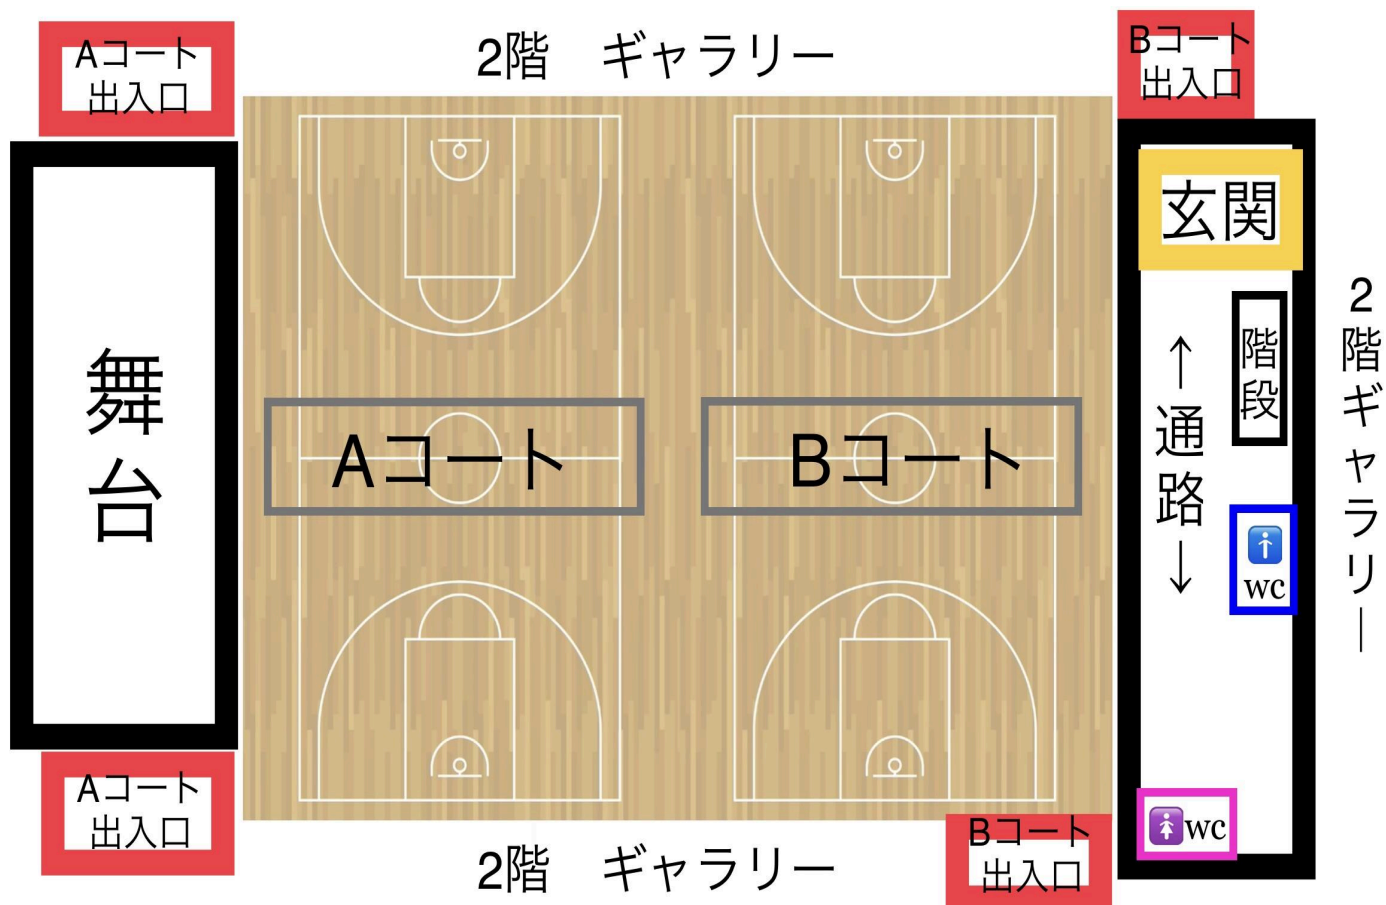 Aコート
出入口
2階　ギャラリー
Bコート
出入口
玄関
階段
↑通路↓
2階ギャラリー
舞台
Aコート
Bコート
wc
wc
Aコート
出入口
2階　ギャラリー
Bコート
出入口